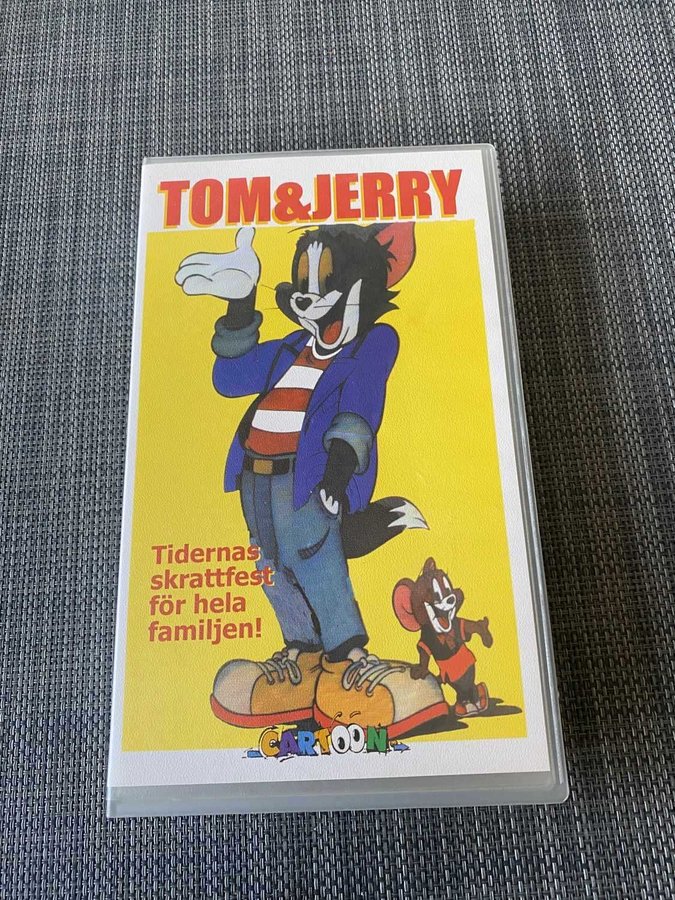 TOM&JERRY
Tidernas
skrattfest
för hela
familjen!
CARTOON